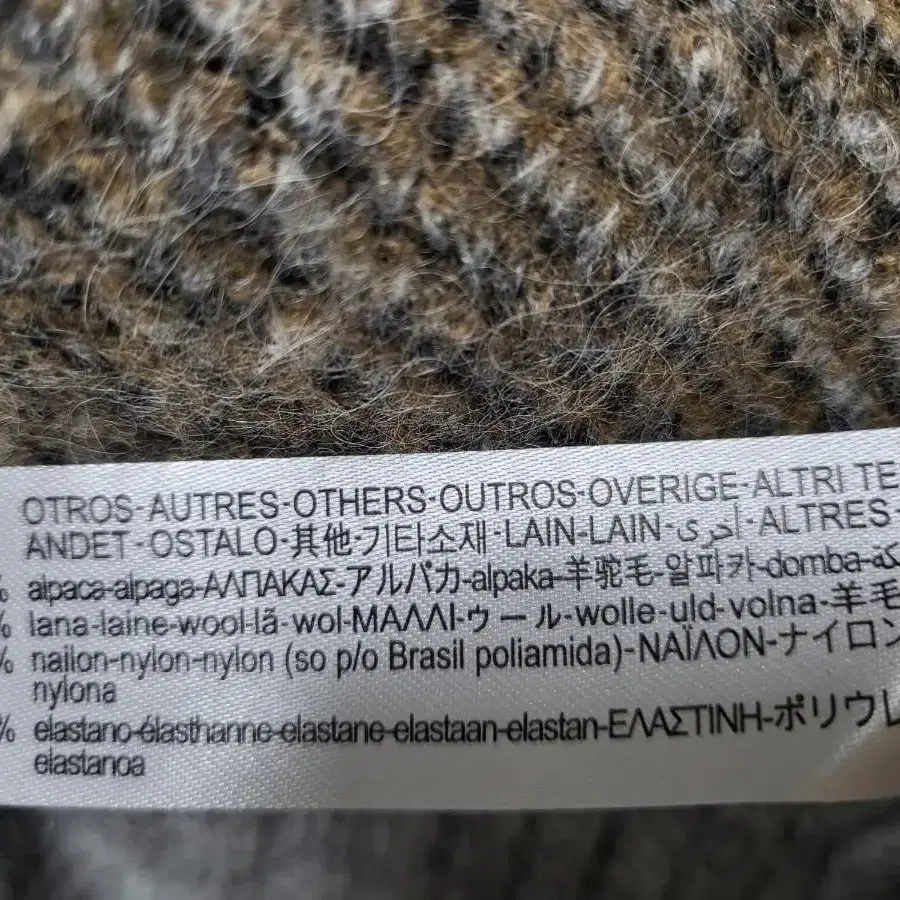 OTROS-AUTRES-OTHERS-OUTROS-OVERIGE-ALTRI TE
ANDET-OSTALO-其他-기타소재-LAIN-LAIN-أخرى-ALTRES-
% alpaca-alpaga-ΑΛΠΑΚΑΣ-アルパカ-alpaka-羊驼毛-알파카-domba-
% lana-laine-wool-lã-wol-ΜΑΛΛΙ-ウール-wolle-uld-volna-羊毛
% nailon-nylon-nylon (so p/o Brasil poliamida)-ΝΑΪΛΟΝ-ナイロン
nylona
% elastano-élasthanne-elastane-elastaan-elastan-ΕΛΑΣΤΙΝΗ-ポリウレ
elastanoa